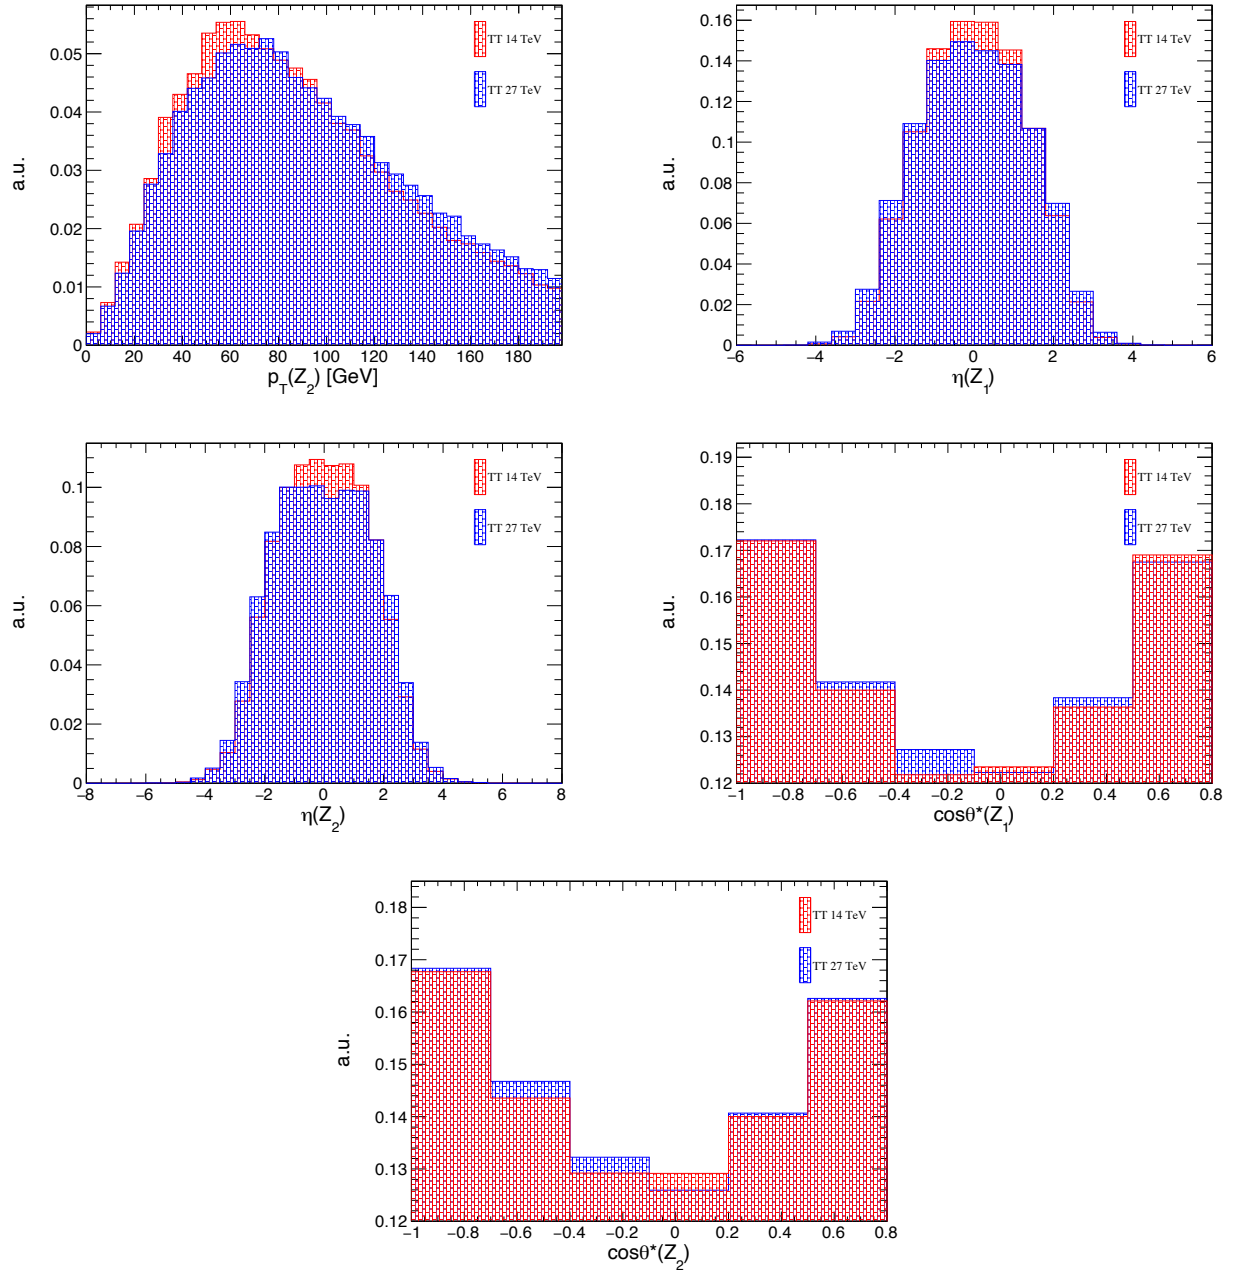 0.05
0.04
0.03
0.02
0.01
0
a.u.
TT 14 TeV
TT 27 TeV
0 20 40 60 80 100 120 140 160 180
p_T(Z_2) [GeV]
0.16
0.14
0.12
0.1
0.08
0.06
0.04
0.02
0
a.u.
TT 14 TeV
TT 27 TeV
−6 −4 −2 0 2 4 6
η(Z_1)
0.1
0.08
0.06
0.04
0.02
0
a.u.
TT 14 TeV
TT 27 TeV
−8 −6 −4 −2 0 2 4 6 8
η(Z_2)
0.19
0.18
0.17
0.16
0.15
0.14
0.13
0.12
a.u.
TT 14 TeV
TT 27 TeV
−1 −0.8 −0.6 −0.4 −0.2 0 0.2 0.4 0.6 0.8
cosθ*(Z_1)
0.18
0.17
0.16
0.15
0.14
0.13
0.12
a.u.
TT 14 TeV
TT 27 TeV
−1 −0.8 −0.6 −0.4 −0.2 0 0.2 0.4 0.6 0.8
cosθ*(Z_2)